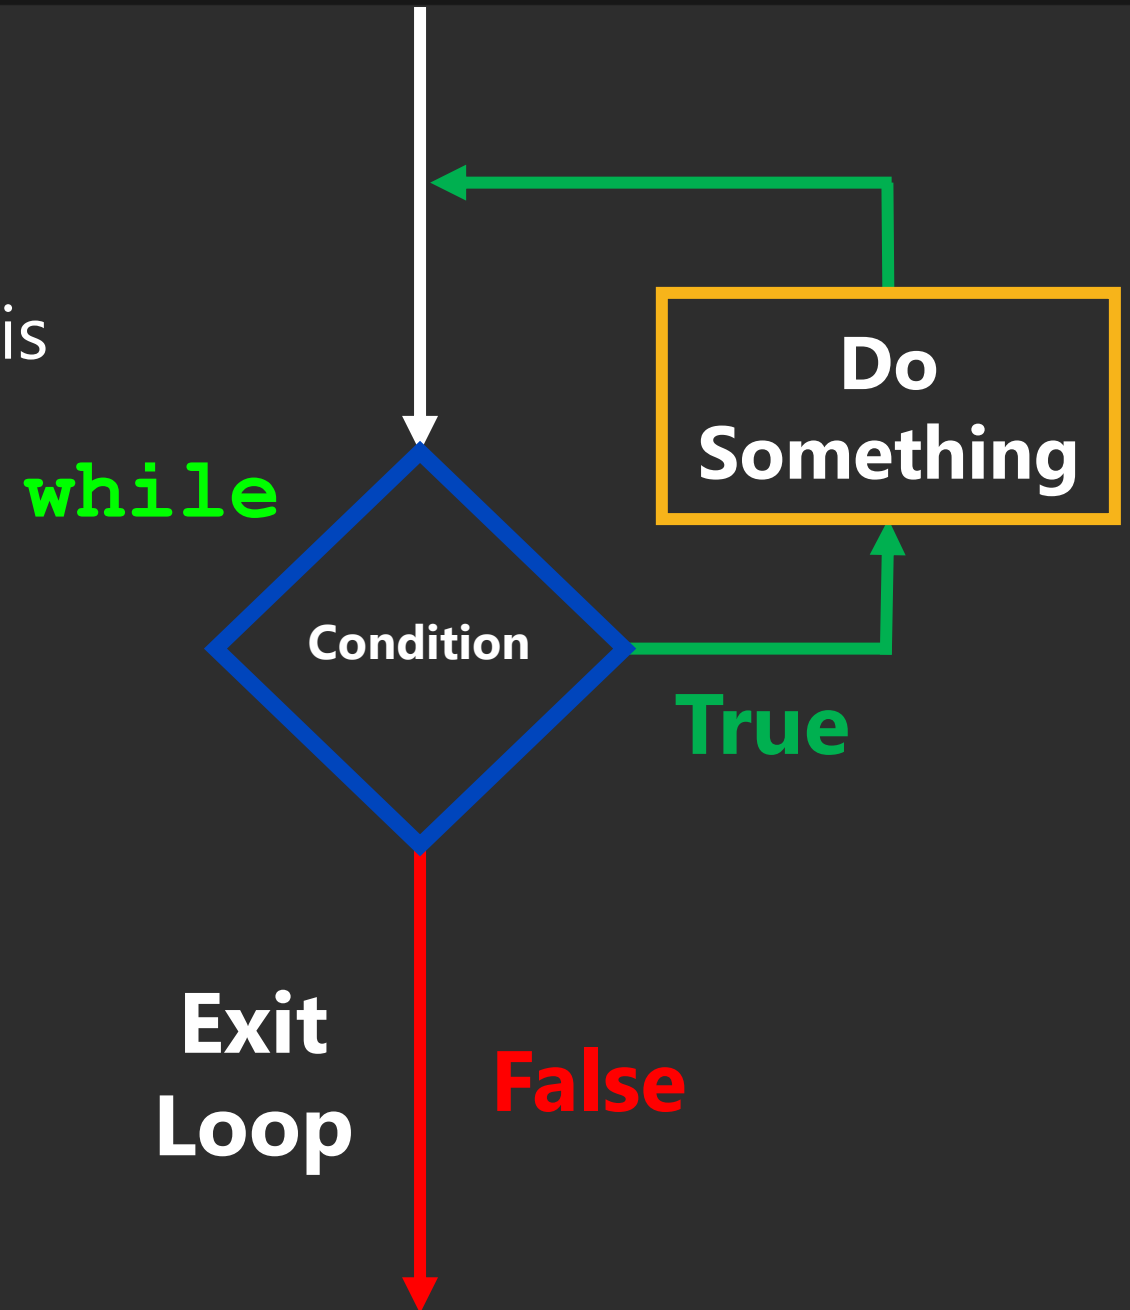 is
Do
Something
while
Condition
True
Exit
Loop
False